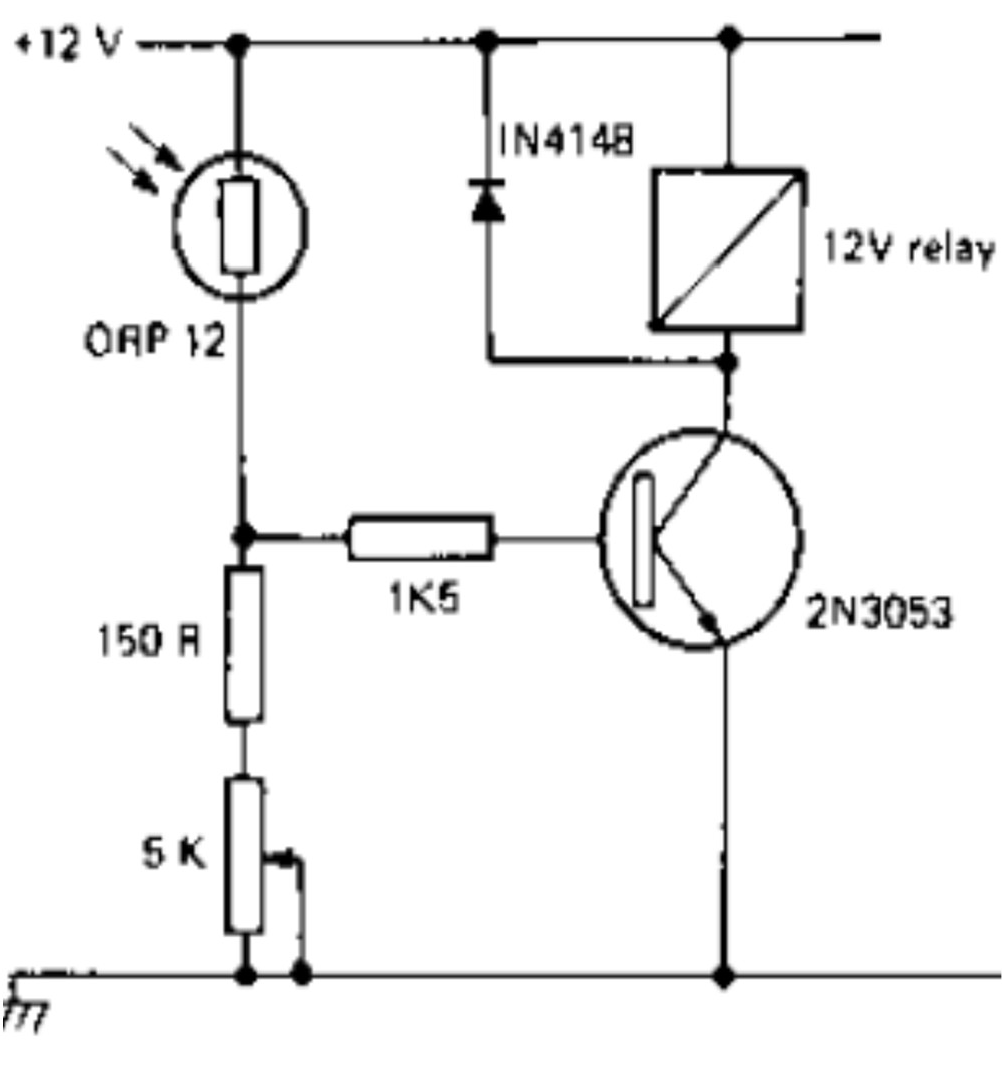 +12 V
IN4148
12V relay
ORP 12
1K5
2N3053
150 R
5 K